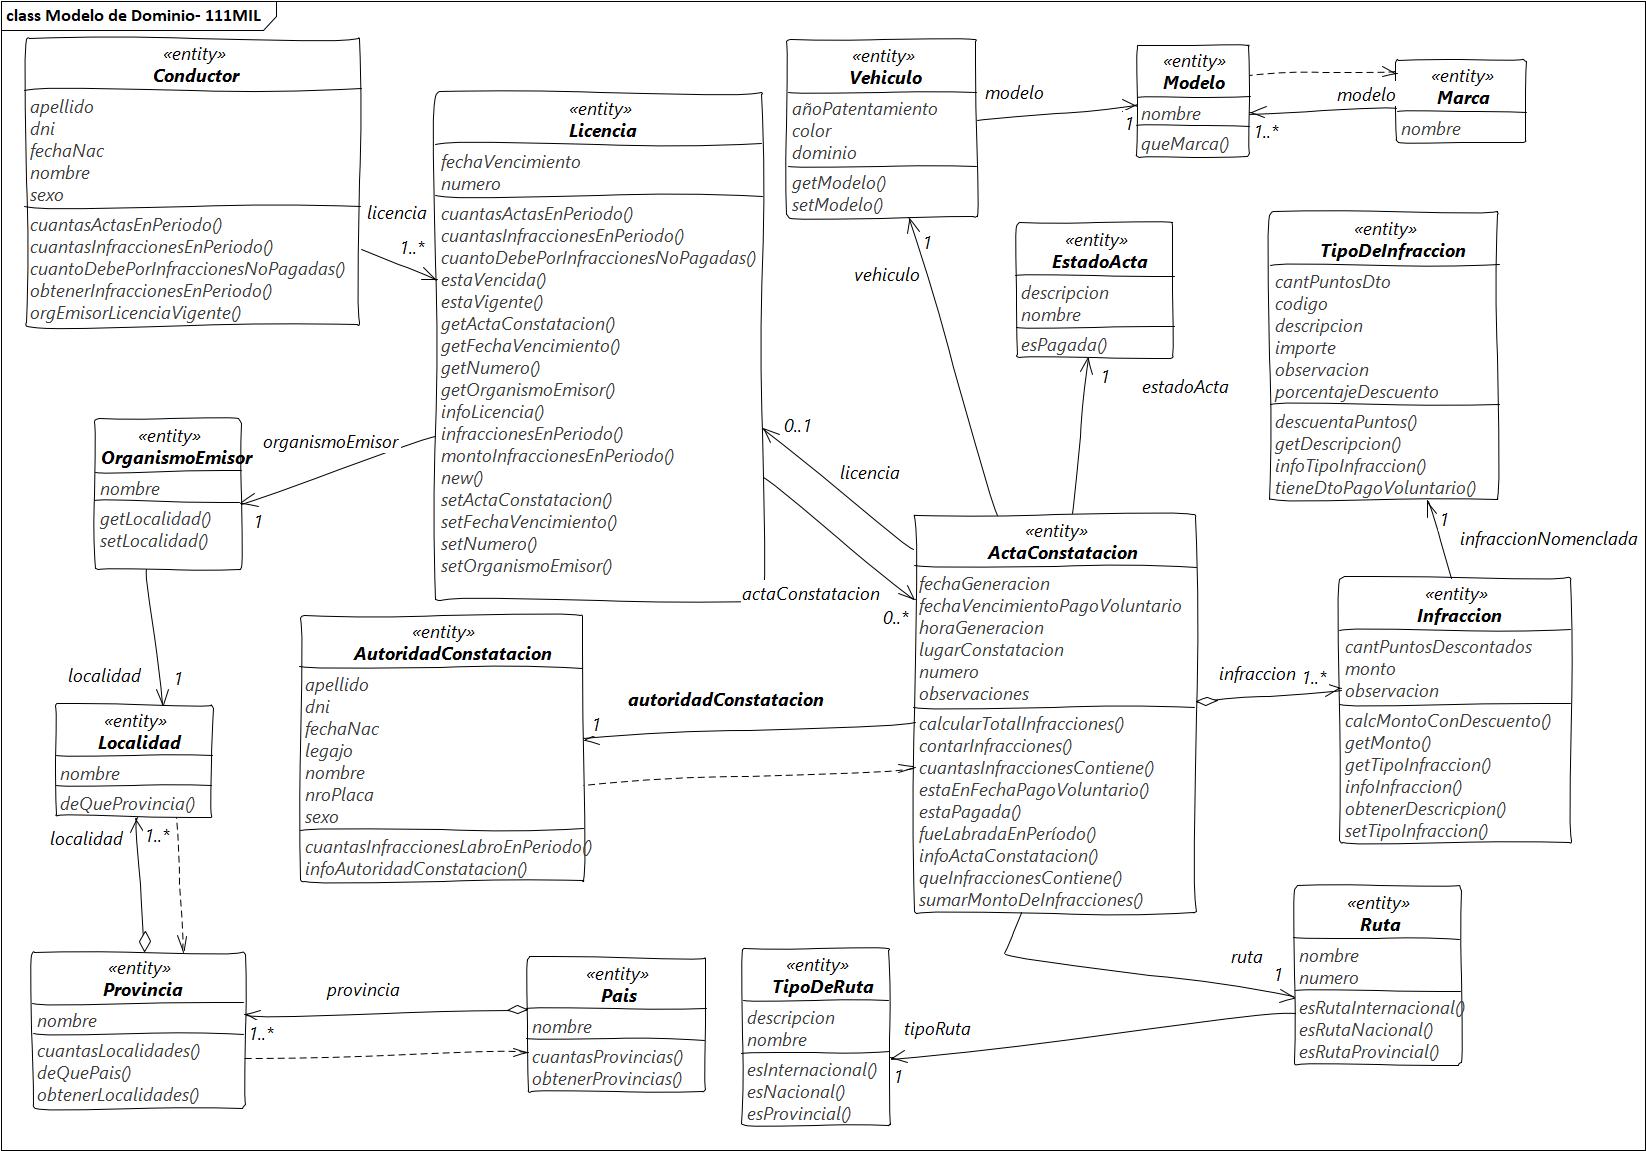 class Modelo de Dominio- 111MIL
«entity»
Conductor
apellido
dni
fechaNac
nombre
sexo
cuantasActasEnPeriodo()
cuantasInfraccionesEnPeriodo()
cuantoDebePorInfraccionesNoPagadas()
obtenerInfraccionesEnPeriodo()
orgEmisorLicenciaVigente()
licencia
1..*
«entity»
Licencia
fechaVencimiento
numero
cuantasActasEnPeriodo()
cuantasInfraccionesEnPeriodo()
cuantoDebePorInfraccionesNoPagadas()
estaVencida()
estaVigente()
getActaConstatacion()
getFechaVencimiento()
getNumero()
getOrganismoEmisor()
infoLicencia()
infraccionesEnPeriodo()
montoInfraccionesEnPeriodo()
new()
setActaConstatacion()
setFechaVencimiento()
setNumero()
setOrganismoEmisor()
«entity»
Vehiculo
añoPatentamiento
color
dominio
getModelo()
setModelo()
modelo
1
«entity»
Modelo
nombre
queMarca()
modelo
1..*
«entity»
Marca
nombre
1
vehiculo
«entity»
EstadoActa
descripcion
nombre
esPagada()
1
estadoActa
«entity»
TipoDeInfraccion
cantPuntosDto
codigo
descripcion
importe
observacion
porcentajeDescuento
descuentaPuntos()
getDescripcion()
infoTipoInfraccion()
tieneDtoPagoVoluntario()
1
infraccionNomenclada
«entity»
OrganismoEmisor
nombre
getLocalidad()
setLocalidad()
organismoEmisor
1
0..1
licencia
actaConstatacion
0..*
«entity»
ActaConstatacion
fechaGeneracion
fechaVencimientoPagoVoluntario
horaGeneracion
lugarConstatacion
numero
observaciones
calcularTotalInfracciones()
contarInfracciones()
cuantasInfraccionesContiene()
estaEnFechaPagoVoluntario()
estaPagada()
fueLabradaEnPeríodo()
infoActaConstatacion()
queInfraccionesContiene()
sumarMontoDeInfracciones()
infraccion
1..*
«entity»
Infraccion
cantPuntosDescontados
monto
observacion
calcMontoConDescuento()
getMonto()
getTipoInfraccion()
infoInfraccion()
obtenerDescricpion()
setTipoInfraccion()
«entity»
AutoridadConstatacion
apellido
dni
fechaNac
legajo
nombre
nroPlaca
sexo
cuantasInfraccionesLabroEnPeriodo()
infoAutoridadConstatacion()
autoridadConstatacion
1
localidad
1
«entity»
Localidad
nombre
deQueProvincia()
localidad
1..*
«entity»
Provincia
nombre
cuantasLocalidades()
deQuePais()
obtenerLocalidades()
provincia
1..*
«entity»
Pais
nombre
cuantasProvincias()
obtenerProvincias()
«entity»
TipoDeRuta
descripcion
nombre
esInternacional()
esNacional()
esProvincial()
tipoRuta
1
ruta
1
«entity»
Ruta
nombre
numero
esRutaInternacional()
esRutaNacional()
esRutaProvincial()